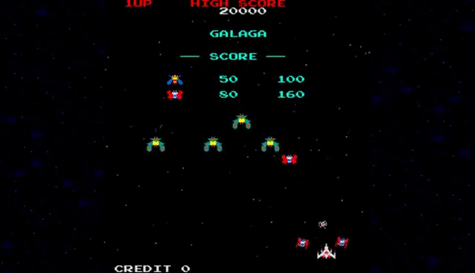 1UP HIGH SCORE
20000
GALAGA
— SCORE —
50 100
80 160
CREDIT 0